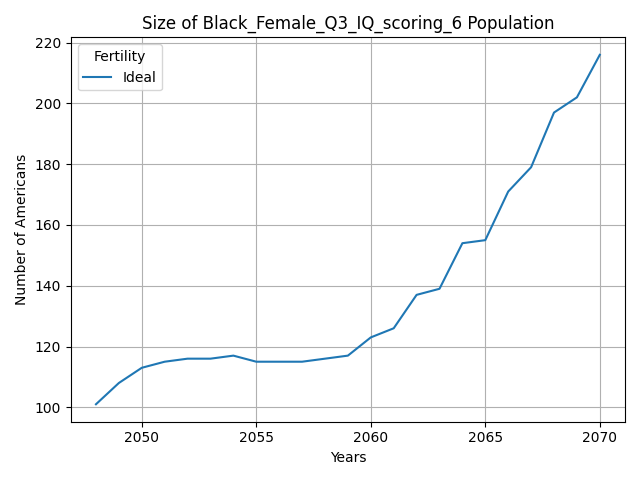 Size of Black_Female_Q3_IQ_scoring_6 Population
Fertility
Ideal
Number of Americans
220
200
180
160
140
120
100
2050 2055 2060 2065 2070
Years